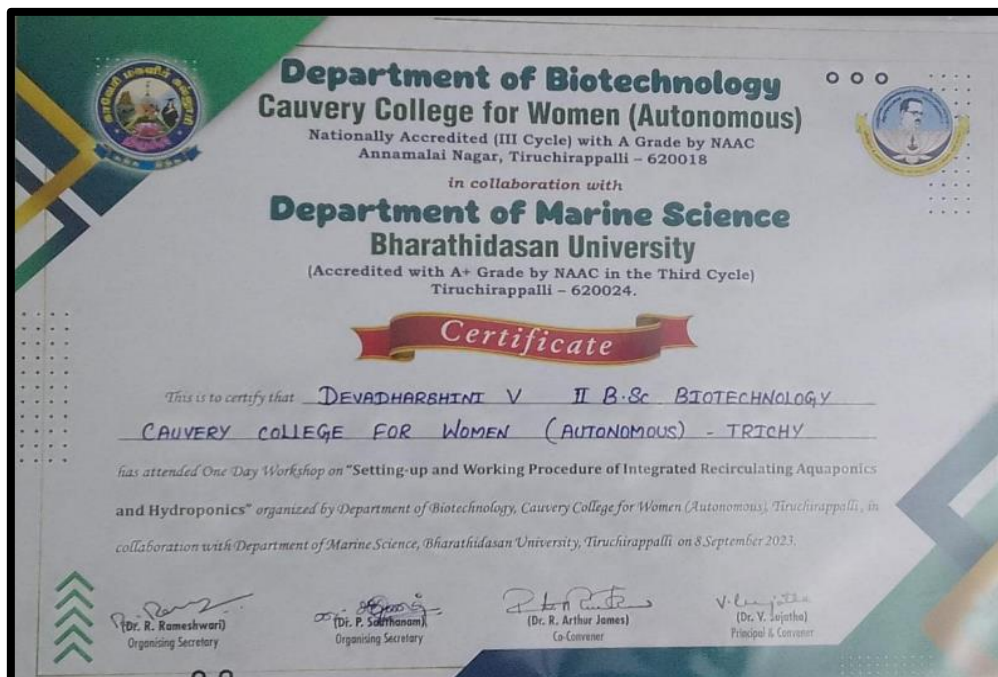 Department of Biotechnology
Cauvery College for Women (Autonomous)
Nationally Accredited (III Cycle) with A Grade by NAAC
Annamalai Nagar, Tiruchirappalli – 620018
in collaboration with
Department of Marine Science
Bharathidasan University
(Accredited with A+ Grade by NAAC in the Third Cycle)
Tiruchirappalli – 620024.
Certificate
This is to certify that DEVADHARSHINI V II B.Sc BIOTECHNOLOGY
CAUVERY COLLEGE FOR WOMEN (AUTONOMOUS) - TRICHY
has attended One Day Workshop on "Setting-up and Working Procedure of Integrated Recirculating Aquaponics
and Hydroponics" organized by Department of Biotechnology, Cauvery College for Women (Autonomous), Tiruchirappalli, in
collaboration with Department of Marine Science, Bharathidasan University, Tiruchirappalli on 8 September 2023.
(Dr. R. Rameshwari)
Organising Secretary
(Dr. P. Santhanam)
Organising Secretary
(Dr. R. Arthur James)
Co-Convener
(Dr. V. Sujatha)
Principal & Convener